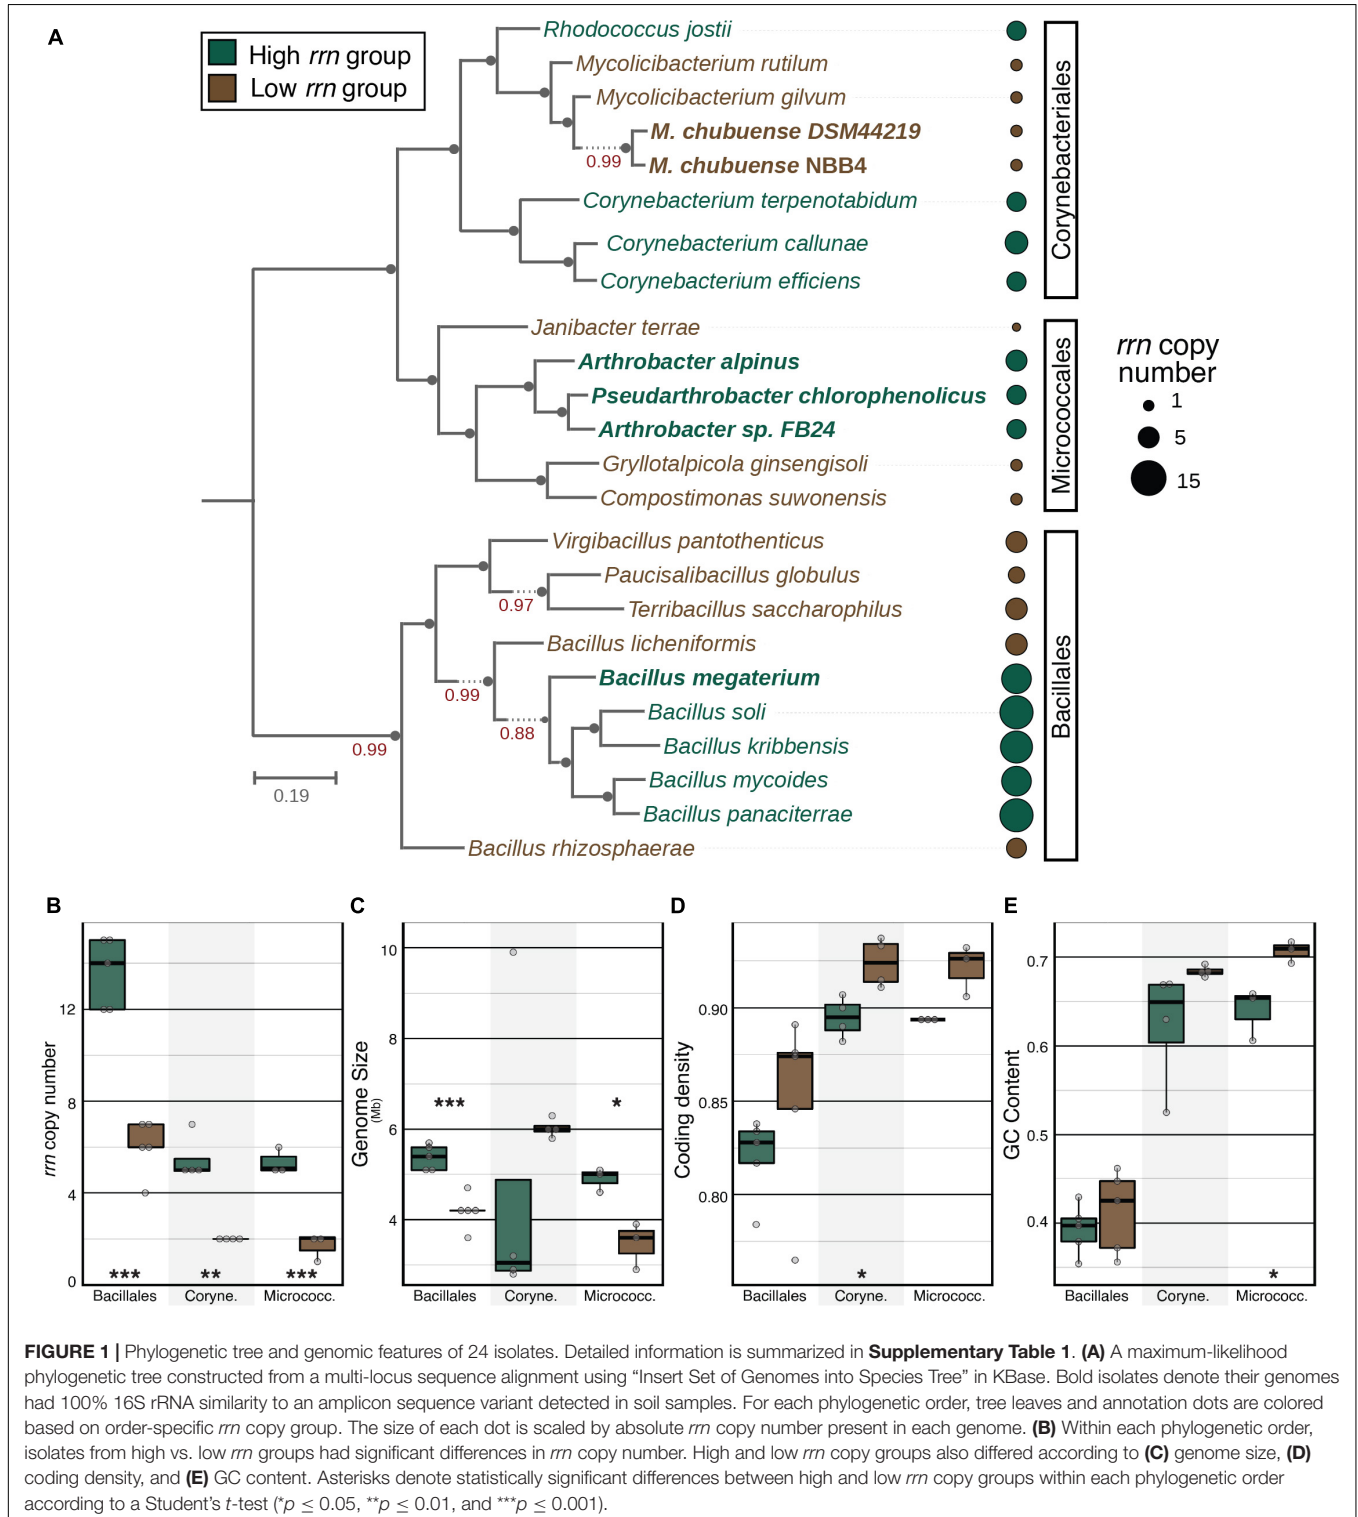 A
High rrn group
Low rrn group
Rhodococcus jostii
Mycolicibacterium rutilum
Mycolicibacterium gilvum
M. chubuense DSM44219
0.99
M. chubuense NBB4
Corynebacterium terpenotabidum
Corynebacterium callunae
Corynebacterium efficiens
Corynebacteriales
Janibacter terrae
Arthrobacter alpinus
Pseudarthrobacter chlorophenolicus
Arthrobacter sp. FB24
Gryllotalpicola ginsengisoli
Compostimonas suwonensis
Micrococcales
rrn copy
number
1
5
15
Virgibacillus pantothenticus
Paucisalibacillus globulus
0.97
Terribacillus saccharophilus
Bacillus licheniformis
0.99
Bacillus megaterium
Bacillus soli
0.88
Bacillus kribbensis
0.99
Bacillus mycoides
0.19
Bacillus panaciterrae
Bacillus rhizosphaerae
Bacillales
B
rrn copy number
12
8
4
0
*** ** ***
Bacillales Coryne. Micrococc.
C
Genome Size
(Mb)
10
8
6
4
*** *
Bacillales Coryne. Micrococc.
D
Coding density
0.90
0.85
0.80
*
Bacillales Coryne. Micrococc.
E
GC Content
0.7
0.6
0.5
0.4
*
Bacillales Coryne. Micrococc.
FIGURE 1 | Phylogenetic tree and genomic features of 24 isolates. Detailed information is summarized in Supplementary Table 1. (A) A maximum-likelihood
phylogenetic tree constructed from a multi-locus sequence alignment using “Insert Set of Genomes into Species Tree” in KBase. Bold isolates denote their genomes
had 100% 16S rRNA similarity to an amplicon sequence variant detected in soil samples. For each phylogenetic order, tree leaves and annotation dots are colored
based on order-specific rrn copy group. The size of each dot is scaled by absolute rrn copy number present in each genome. (B) Within each phylogenetic order,
isolates from high vs. low rrn groups had significant differences in rrn copy number. High and low rrn copy groups also differed according to (C) genome size, (D)
coding density, and (E) GC content. Asterisks denote statistically significant differences between high and low rrn copy groups within each phylogenetic order
according to a Student’s t-test (*p ≤ 0.05, **p ≤ 0.01, and ***p ≤ 0.001).